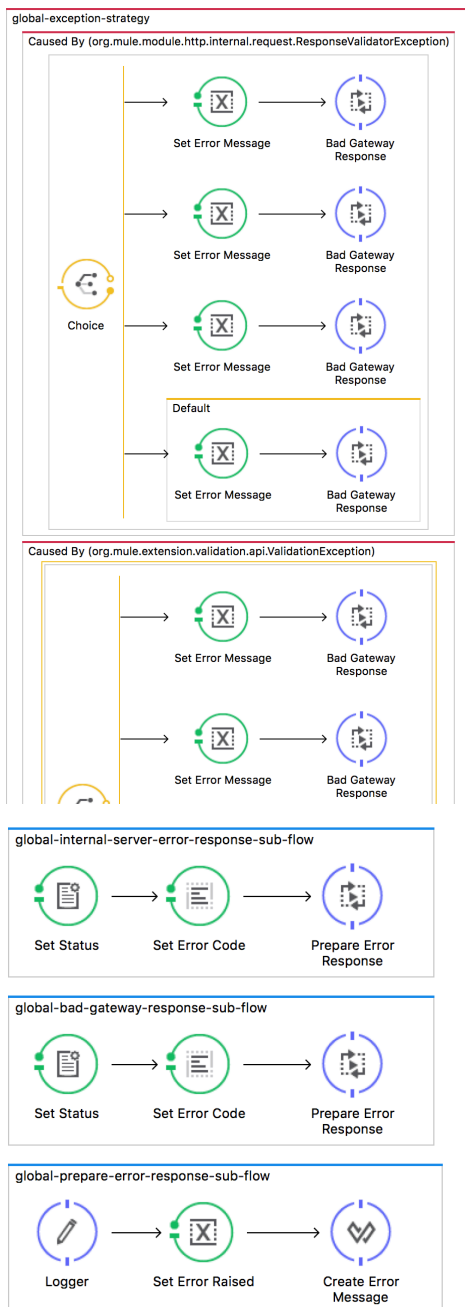 global-exception-strategy
Caused By (org.mule.module.http.internal.request.ResponseValidatorException)
Set Error Message
Bad Gateway
Response
Set Error Message
Bad Gateway
Response
Choice
Set Error Message
Bad Gateway
Response
Default
Set Error Message
Bad Gateway
Response
Caused By (org.mule.extension.validation.api.ValidationException)
Set Error Message
Bad Gateway
Response
Set Error Message
Bad Gateway
Response
global-internal-server-error-response-sub-flow
Set Status
Set Error Code
Prepare Error
Response
global-bad-gateway-response-sub-flow
Set Status
Set Error Code
Prepare Error
Response
global-prepare-error-response-sub-flow
Logger
Set Error Raised
Create Error
Message